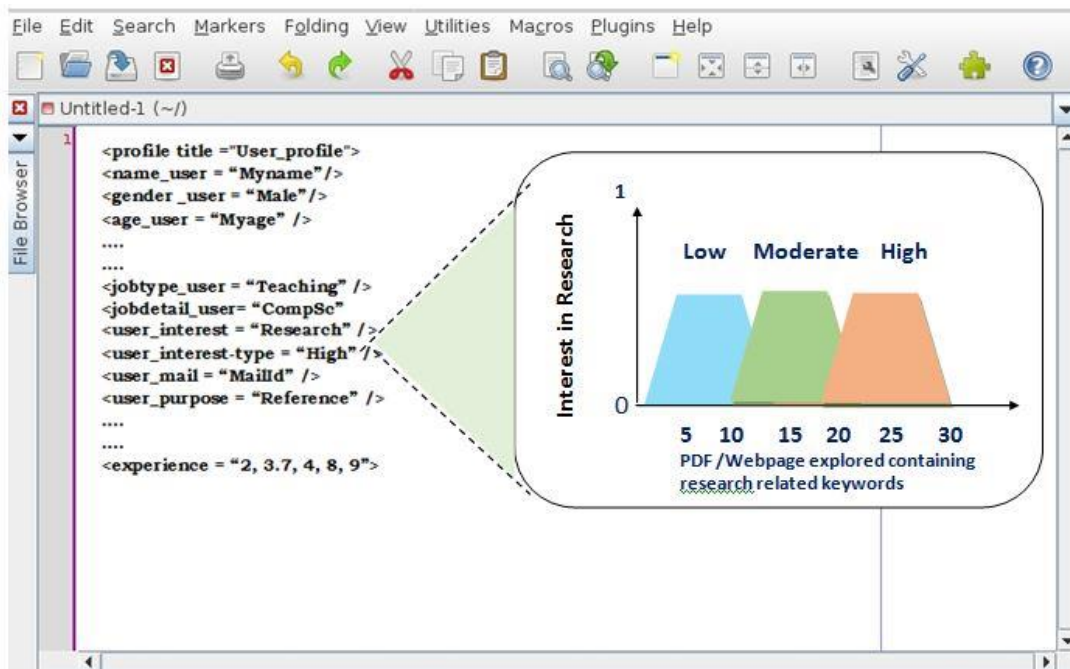 File Edit Search Markers Folding View Utilities Macros Plugins Help
Untitled-1 (~/)
File Browser
1
<profile title ="User_profile">
<name_user = “Myname”/>
<gender _user = “Male”/>
<age_user = “Myage” />
....
....
<jobtype_user = “Teaching” />
<jobdetail_user= “CompSc”
<user_interest = “Research” />
<user_interest-type = “High” />
<user_mail = “MailId” />
<user_purpose = “Reference” />
....
....
<experience = “2, 3.7, 4, 8, 9”>
Interest in Research
1
Low Moderate High
0
5 10 15 20 25 30
PDF /Webpage explored containing
research related keywords